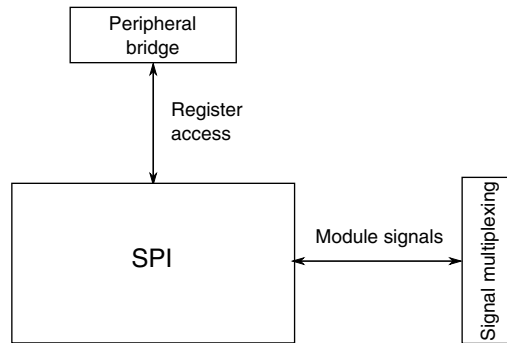 Peripheral
bridge
Register
access
SPI
Module signals
Signal multiplexing